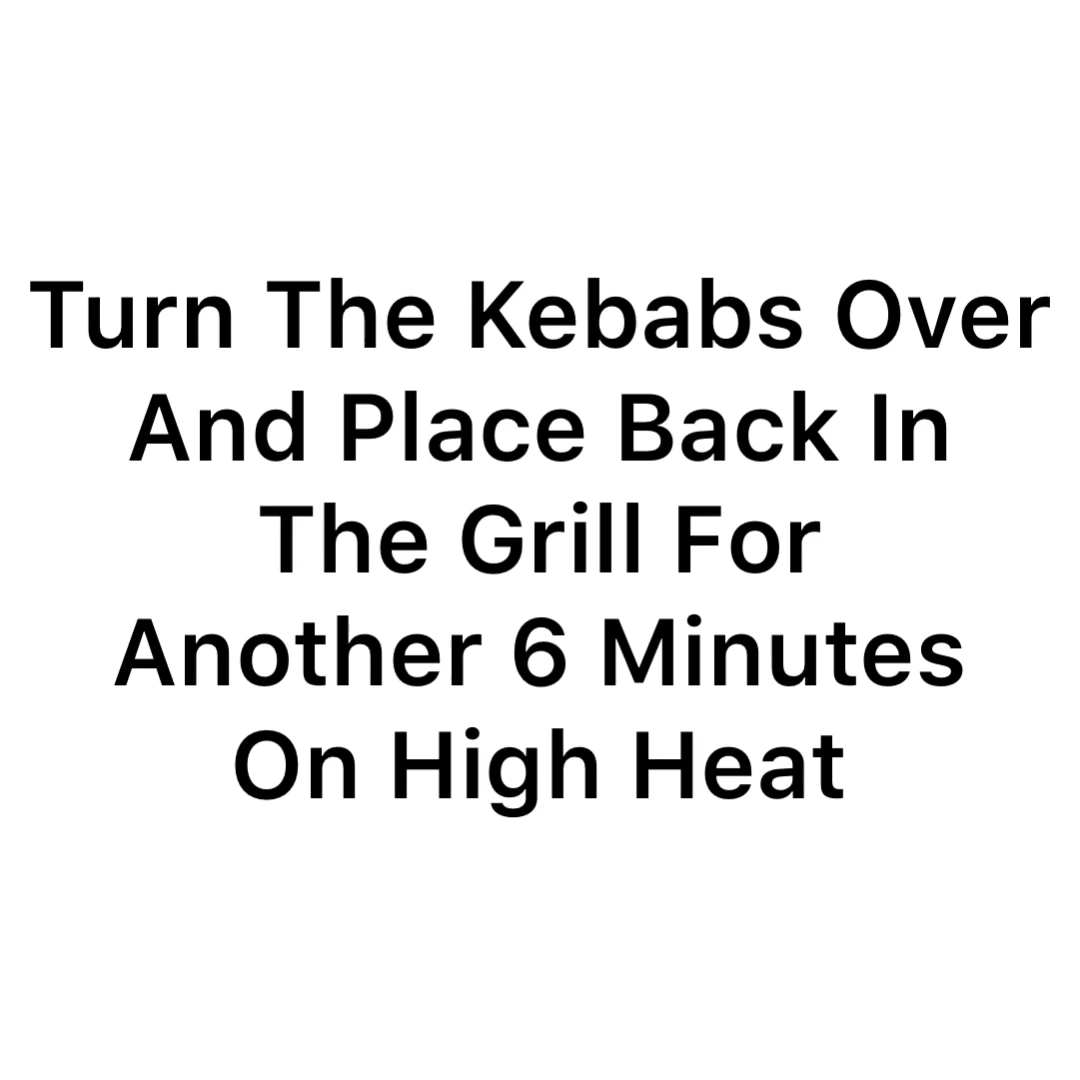 Turn The Kebabs Over
And Place Back In
The Grill For
Another 6 Minutes
On High Heat